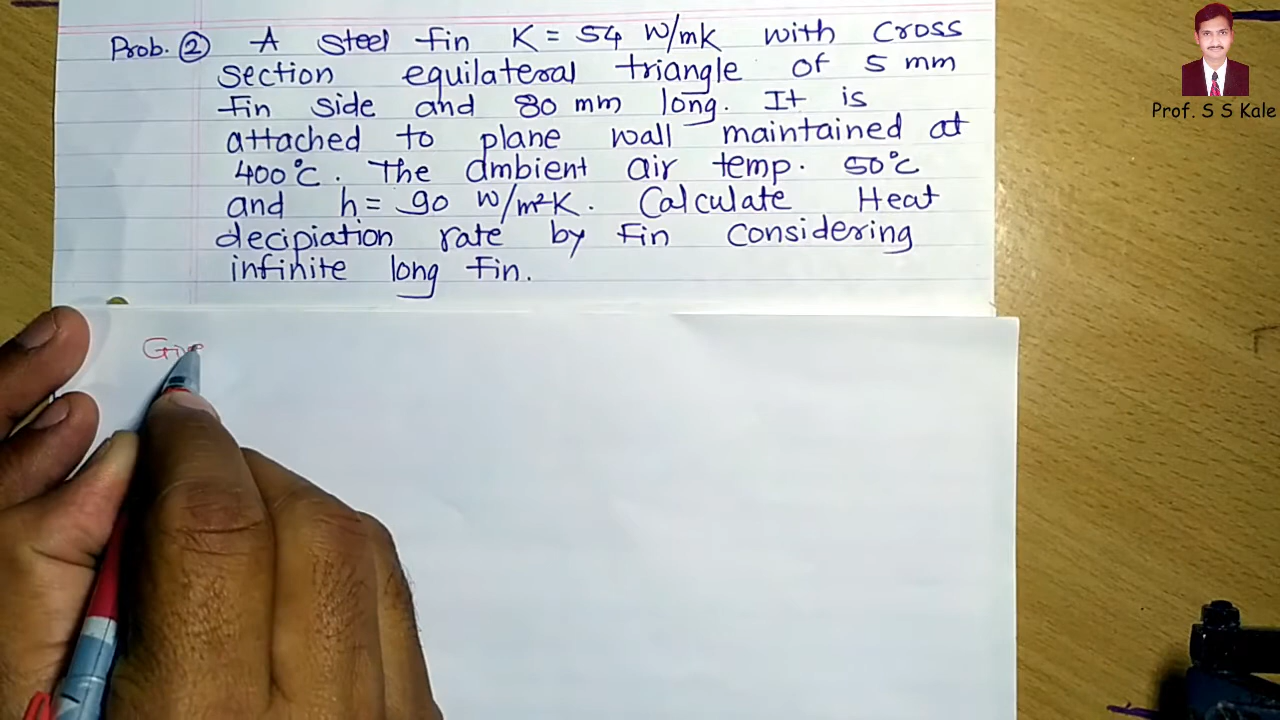 Prob. ② A Steel fin K = 54 W/mk with cross
section equilateral triangle of 5 mm
fin side and 80 mm long. It is
attached to plane wall maintained at
400°C. The ambient air temp. 50°C
and h = 90 W/m²K. Calculate Heat
decipiation rate by Fin considering
infinite long Fin.
Give
Prof. S S Kale